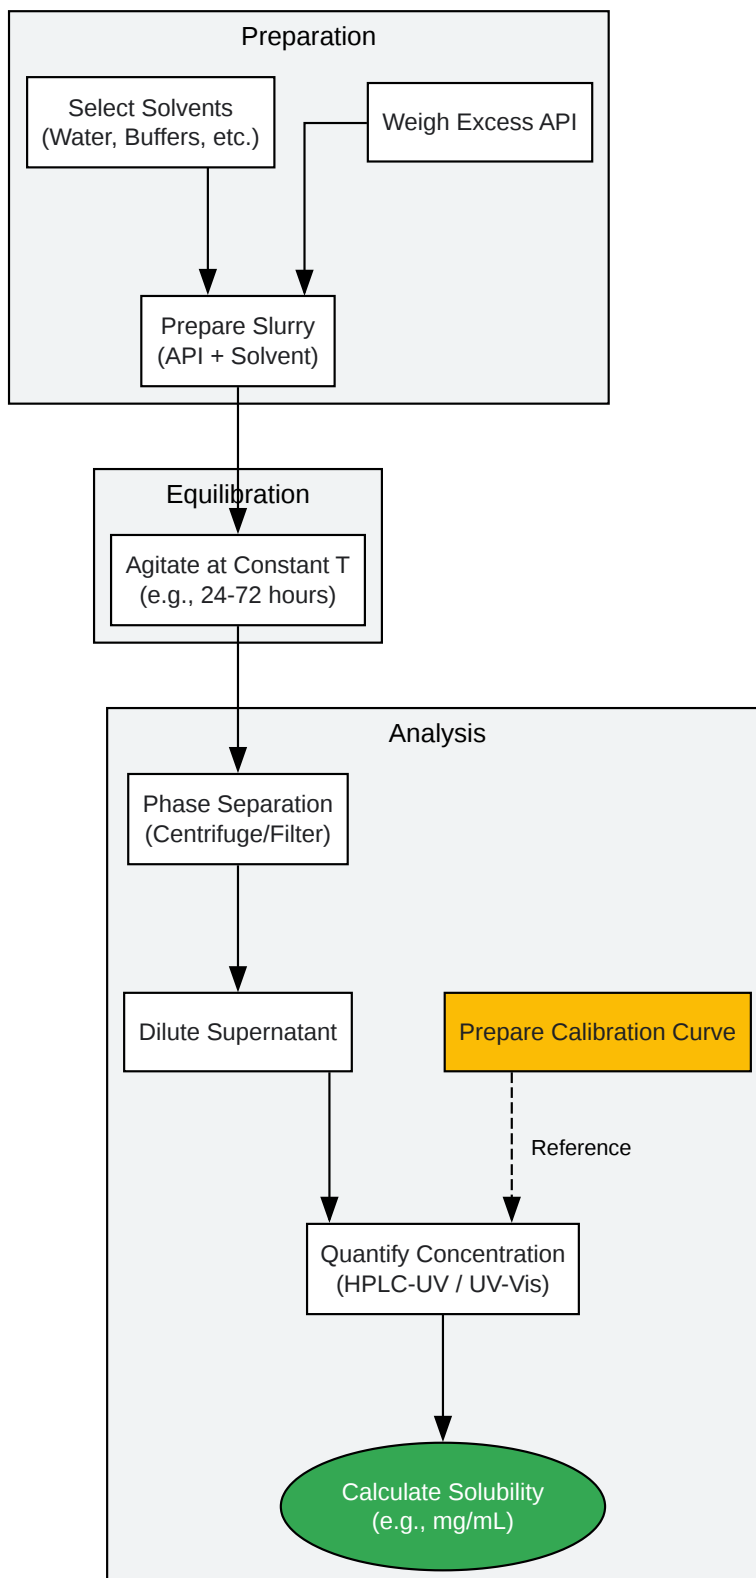 Preparation
Select Solvents
(Water, Buffers, etc.)
Weigh Excess API
Prepare Slurry
(API + Solvent)
Equilibration
Agitate at Constant T
(e.g., 24-72 hours)
Analysis
Phase Separation
(Centrifuge/Filter)
Dilute Supernatant
Prepare Calibration Curve
Reference
Quantify Concentration
(HPLC-UV / UV-Vis)
Calculate Solubility
(e.g., mg/mL)